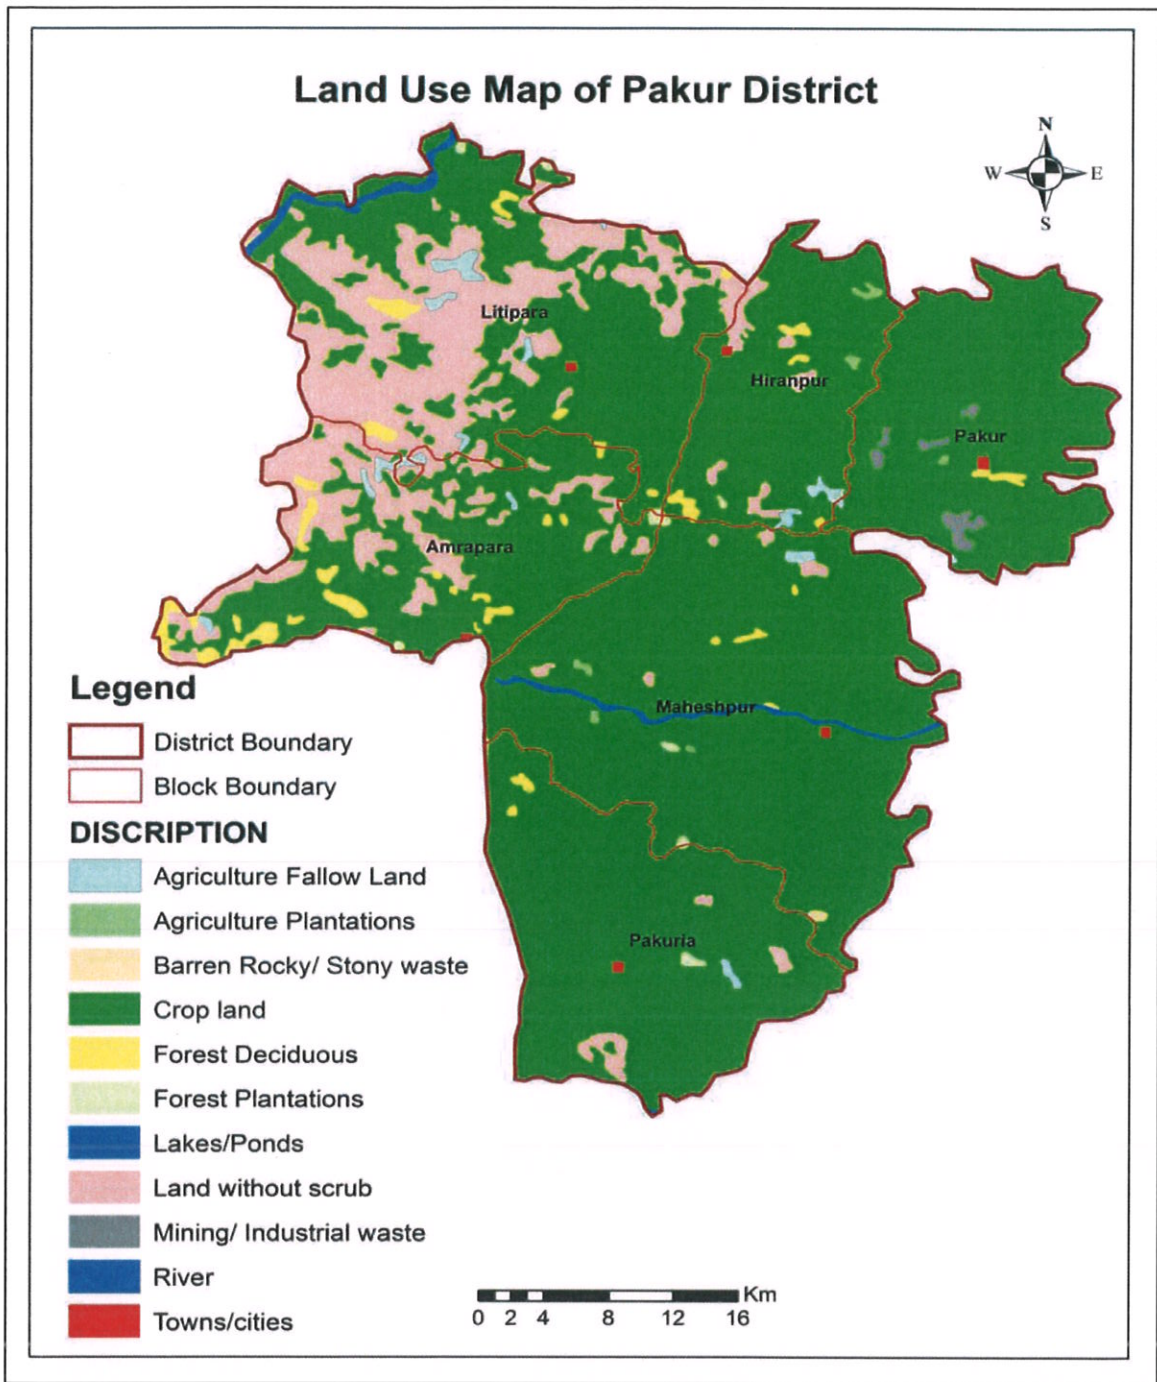 Land Use Map of Pakur District
N
W E
S
Litipara
Hiranpur
Pakur
Amrapara
Maheshpur
Pakuria
Legend
District Boundary
Block Boundary
DISCRIPTION
Agriculture Fallow Land
Agriculture Plantations
Barren Rocky/ Stony waste
Crop land
Forest Deciduous
Forest Plantations
Lakes/Ponds
Land without scrub
Mining/ Industrial waste
River
Towns/cities
Km
0 2 4 8 12 16